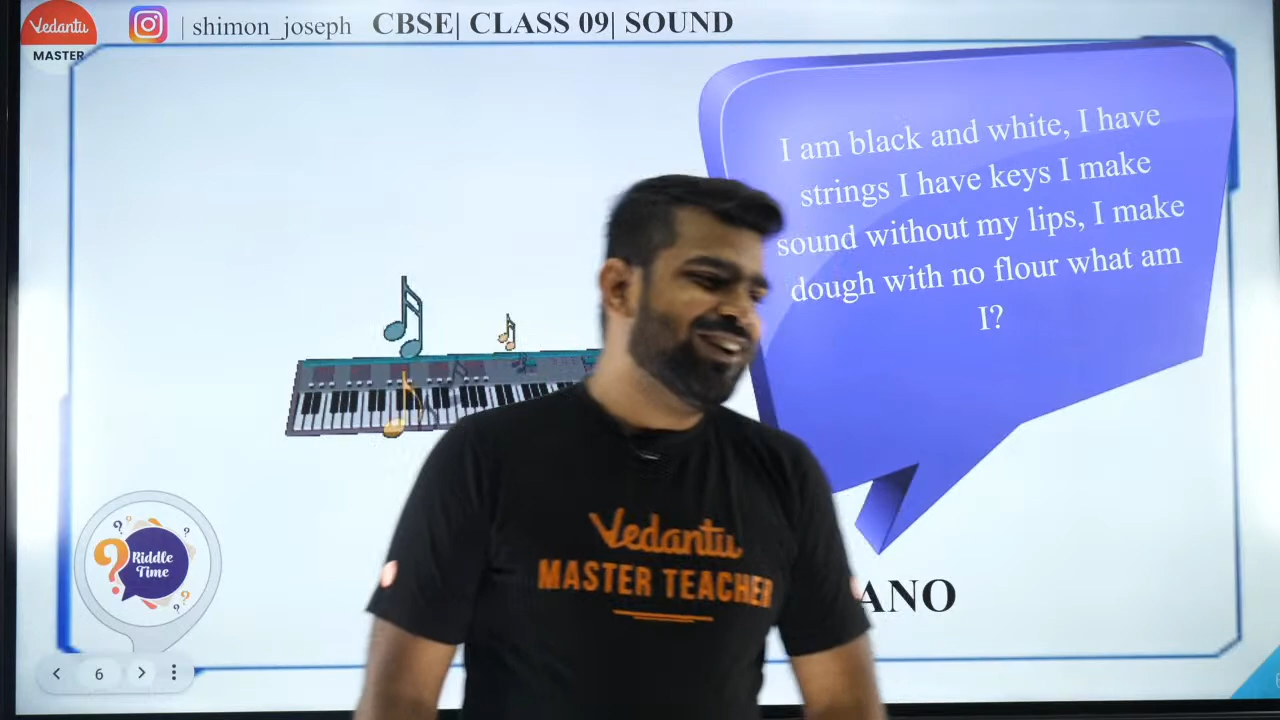 Vedantu
MASTER
| shimon_joseph
CBSE| CLASS 09| SOUND
I am black and white, I have
strings I have keys I make
sound without my lips, I make
dough with no flour what am
I?
Riddle
Time
ANO
Vedantu
MASTER TEACHER
6